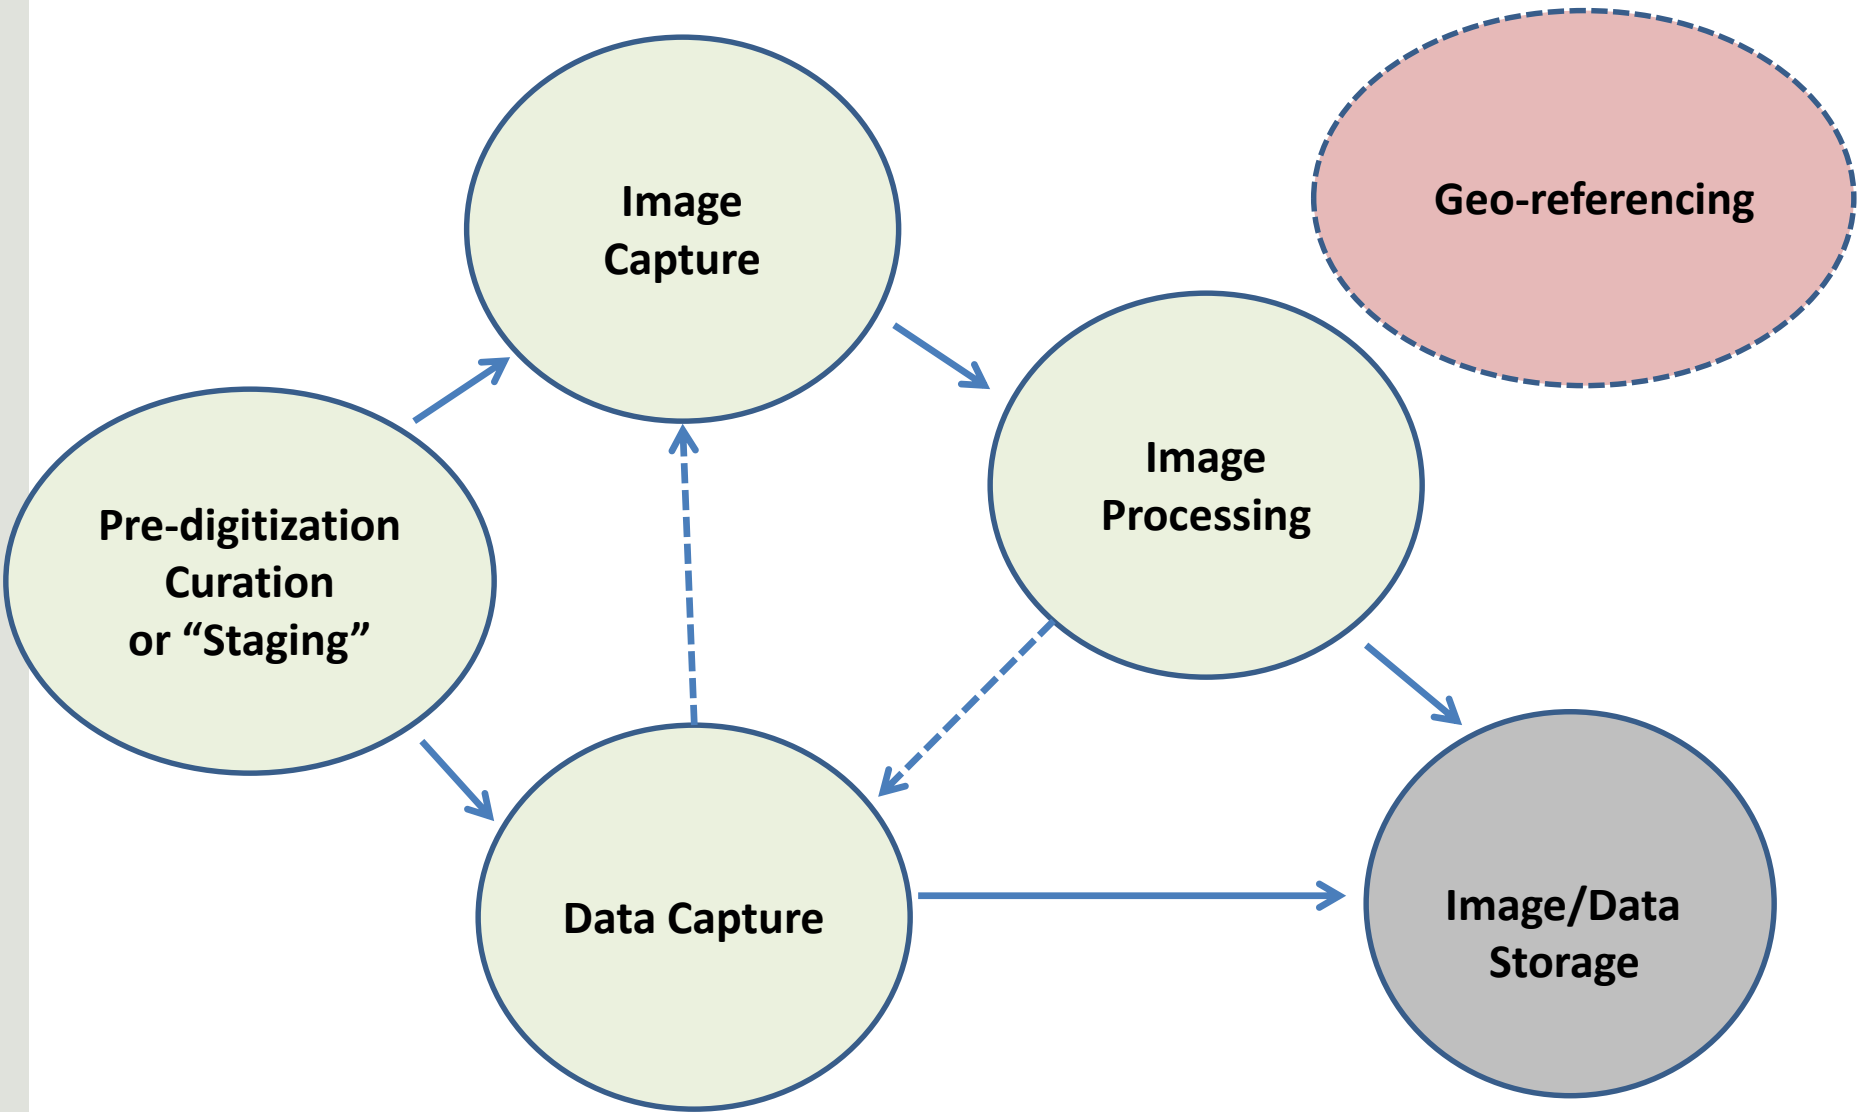 Image
Capture
Geo-referencing
Image
Processing
Pre-digitization
Curation
or “Staging”
Data Capture
Image/Data
Storage